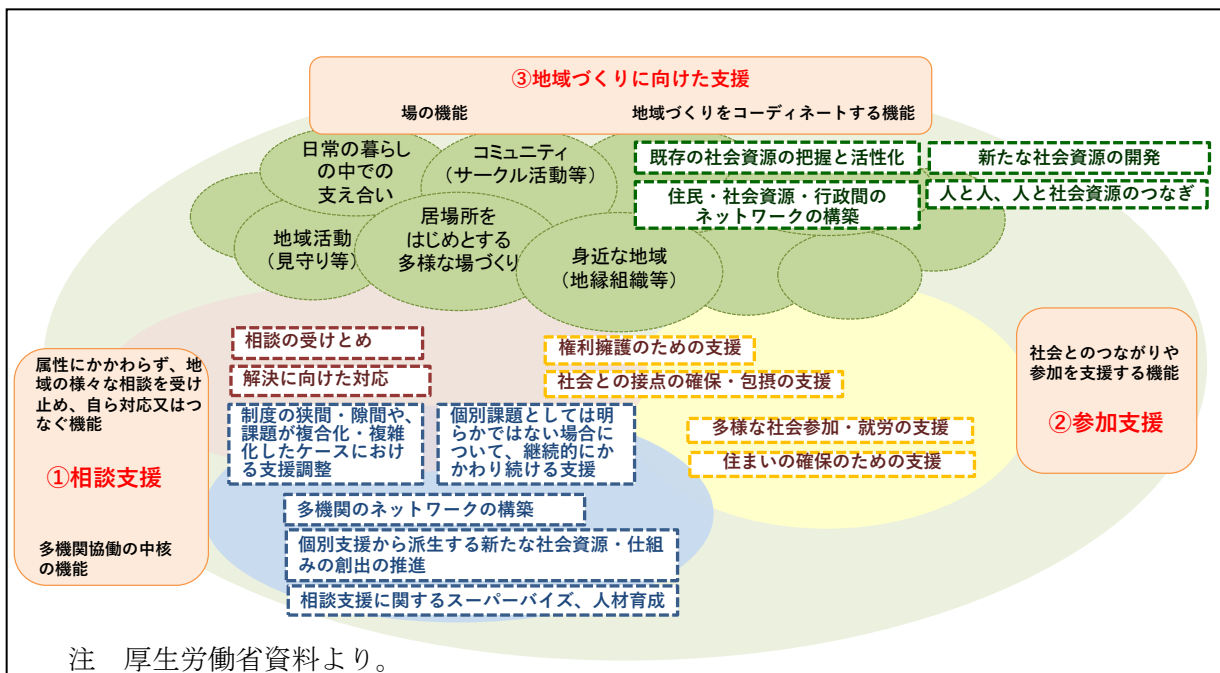 ③地域づくりに向けた支援
場の機能
地域づくりをコーディネートする機能
日常の暮らし
の中での
支え合い
コミュニティ
（サークル活動等）
既存の社会資源の把握と活性化
新たな社会資源の開発
住民・社会資源・行政間の
ネットワークの構築
人と人、人と社会資源のつなぎ
地域活動
（見守り等）
居場所を
はじめとする
多様な場づくり
身近な地域
（地縁組織等）
属性にかかわらず、地
域の様々な相談を受け
止め、自ら対応又はつ
なぐ機能
①相談支援
多機関協働の中核
の機能
相談の受けとめ
解決に向けた対応
制度の狭間・隙間や、
課題が複合化・複雑
化したケースにおけ
る支援調整
個別課題としては明
らかではない場合に
ついて、継続的にか
かわり続ける支援
多機関のネットワークの構築
個別支援から派生する新たな社会資源・仕組
みの創出の推進
相談支援に関するスーパーバイズ、人材育成
権利擁護のための支援
社会との接点の確保・包摂の支援
多様な社会参加・就労の支援
住まいの確保のための支援
社会とのつながりや
参加を支援する機能
②参加支援
注　厚生労働省資料より。